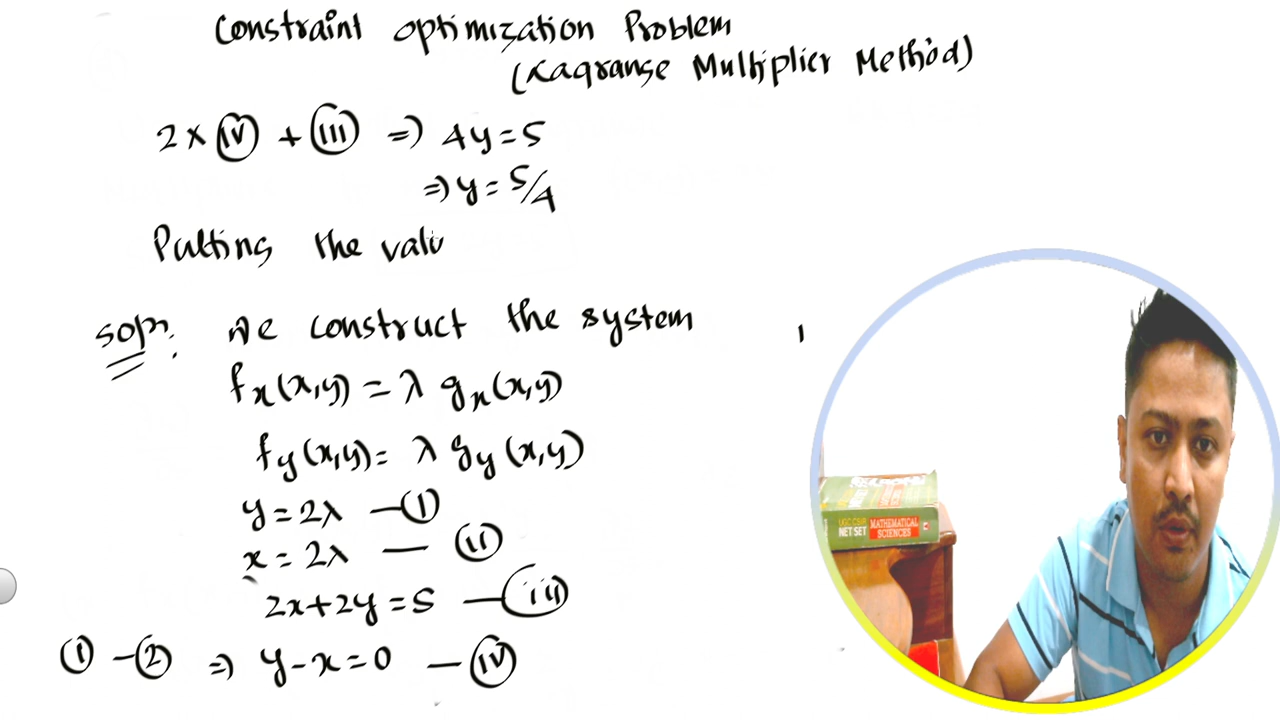 Constraint optimization Problem
(Lagrange Multiplier Method)
2 × (IV) + (III) ⇒ 4y = 5
⇒ y = 5/4
Putting the valu
Soln: we construct the system
fx(x,y) = λ gx(x,y)
fy(x,y) = λ gy(x,y)
y = 2λ — (I)
x = 2λ — (II)
2x + 2y = 5 — (iii)
(1) – (2) ⇒ y – x = 0 — (IV)
UGC CSIR
NET·SET
MATHEMATICAL
SCIENCES